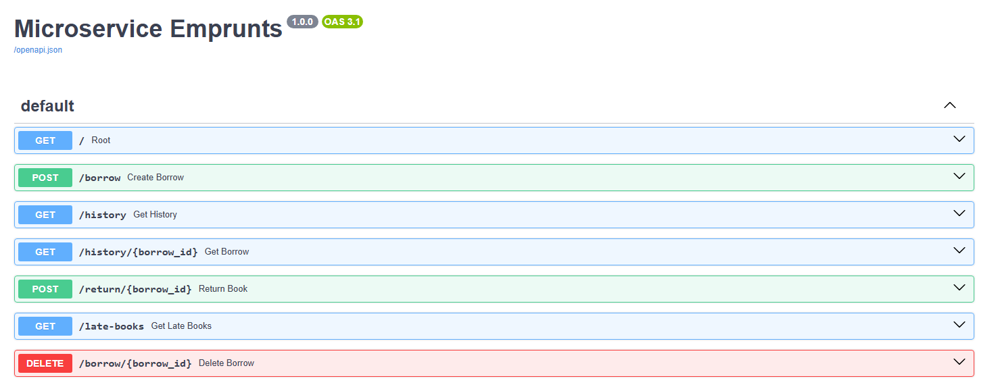 Microservice Emprunts 1.0.0 OAS 3.1
/openapi.json
default
GET / Root
POST /borrow Create Borrow
GET /history Get History
GET /history/{borrow_id} Get Borrow
POST /return/{borrow_id} Return Book
GET /late-books Get Late Books
DELETE /borrow/{borrow_id} Delete Borrow